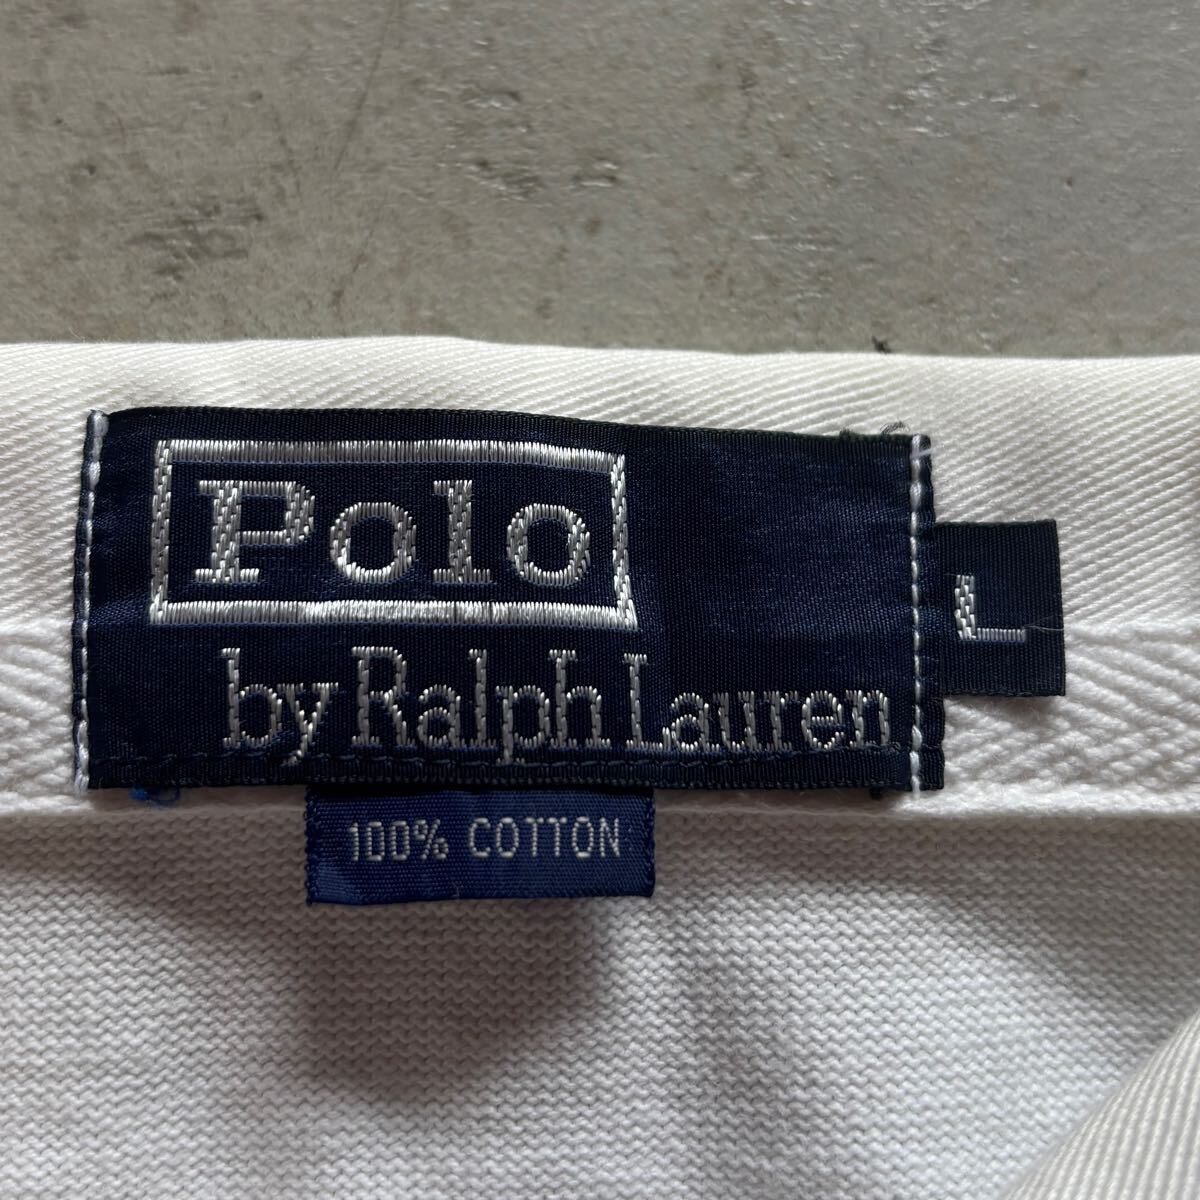 Polo
by Ralph Lauren
L
100% COTTON